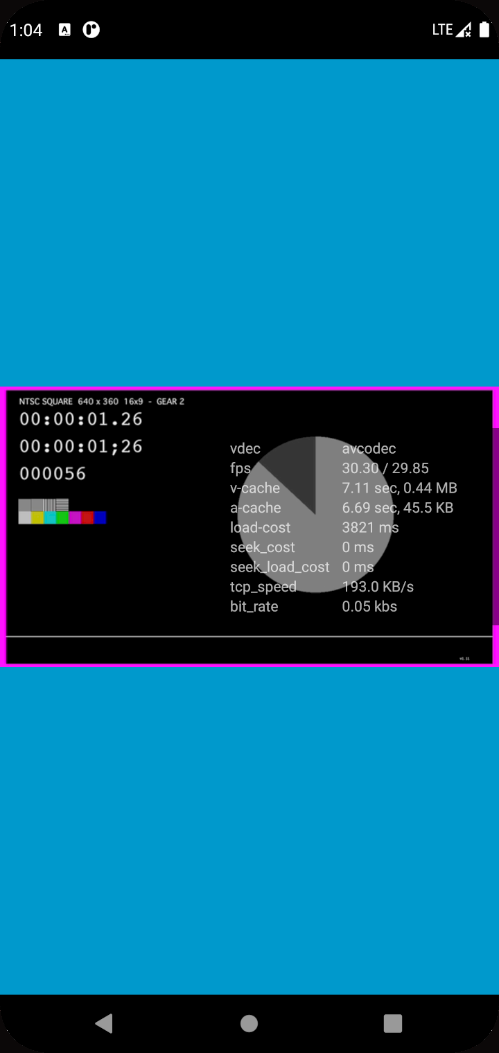 1:04
LTE
NTSC SQUARE 640 x 360 16x9 - GEAR 2
00:00:01.26
00:00:01;26
000056
vdec avcodec
fps 30.30 / 29.85
v-cache 7.11 sec, 0.44 MB
a-cache 6.69 sec, 45.5 KB
load-cost 3821 ms
seek_cost 0 ms
seek_load_cost 0 ms
tcp_speed 193.0 KB/s
bit_rate 0.05 kbs